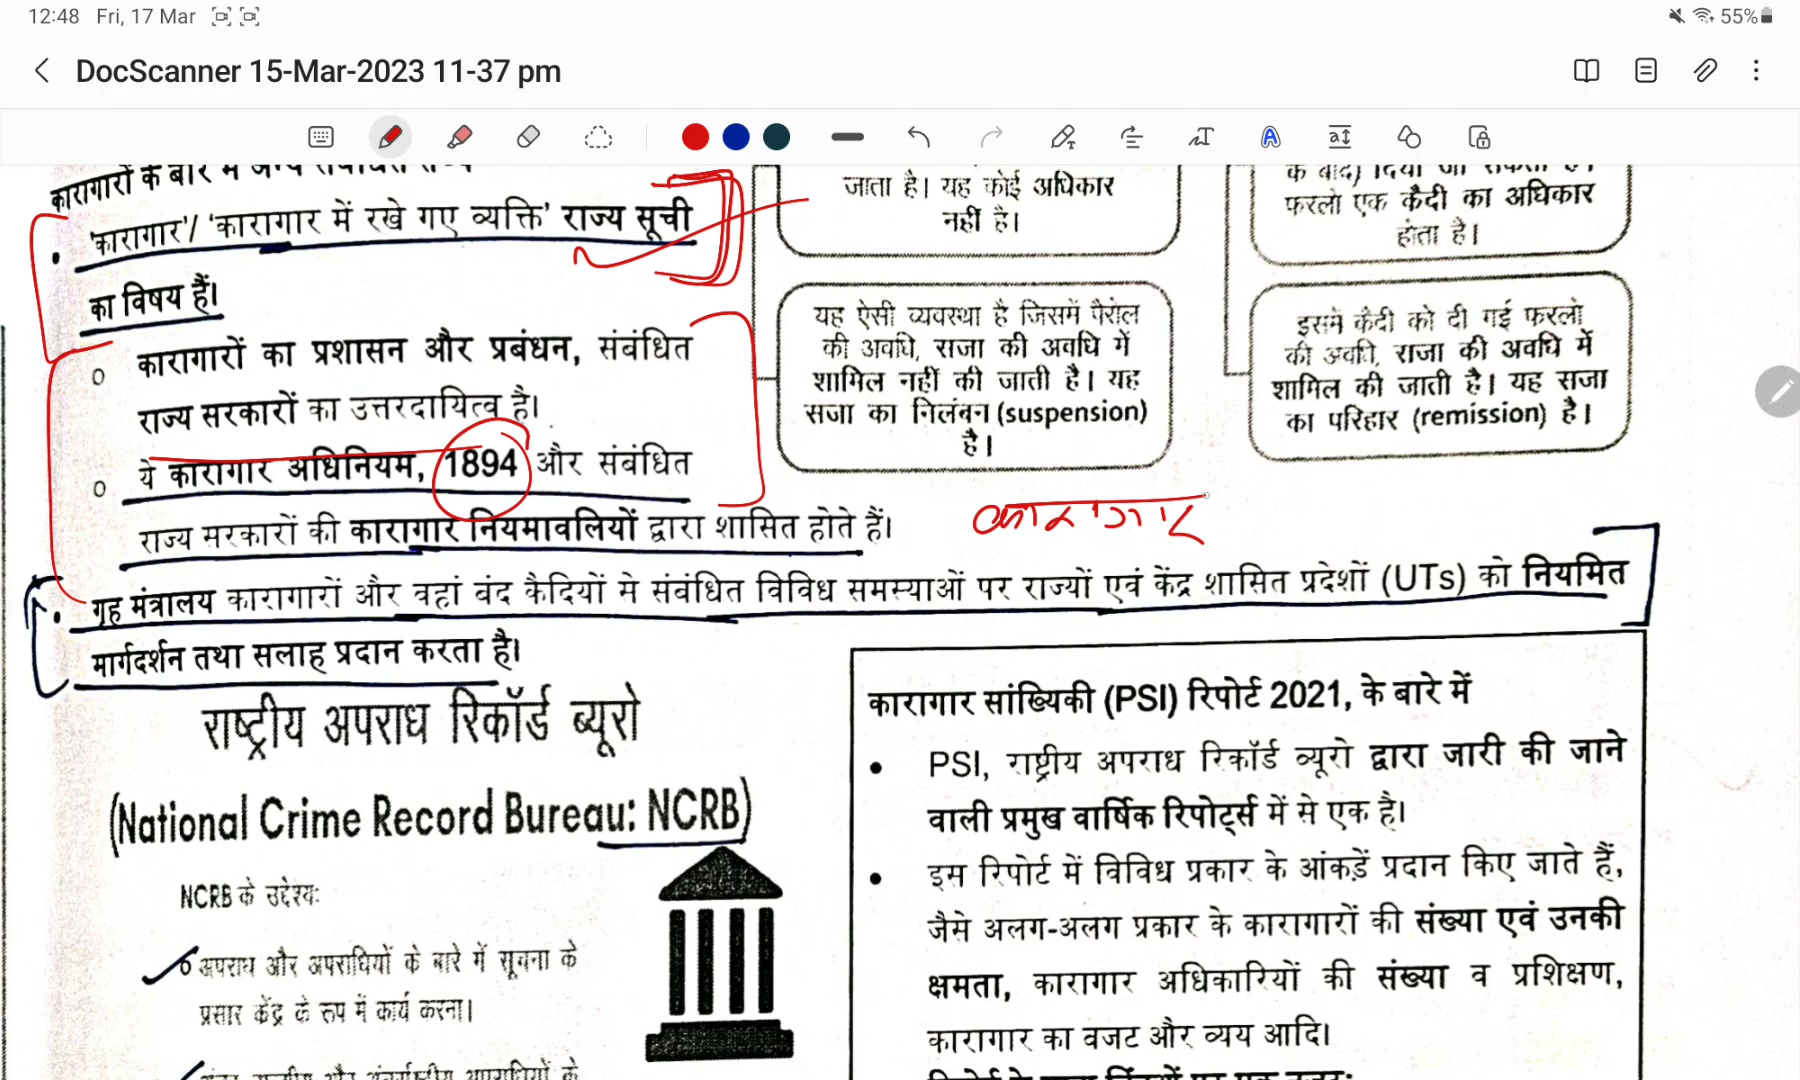 12:48 Fri, 17 Mar
55%
DocScanner 15-Mar-2023 11-37 pm
कारागारों के बारे में अन्य संबंधित तथ्य
• 'कारागार'/ 'कारागार में रखे गए व्यक्ति' राज्य सूची
का विषय हैं।
o कारागारों का प्रशासन और प्रबंधन, संबंधित
राज्य सरकारों का उत्तरदायित्व है।
o ये कारागार अधिनियम, 1894 और संबंधित
राज्य सरकारों की कारागार नियमावलियों द्वारा शासित होते हैं।
जाता है। यह कोई अधिकार
नहीं है।
यह ऐसी व्यवस्था है जिसमें पैरोल
की अवधि, सजा की अवधि में
शामिल नहीं की जाती है। यह
सजा का निलंबन (suspension)
है।
के बाद) दिया जा सकता है।
फरलो एक कैदी का अधिकार
होता है।
इसमें कैदी को दी गई फरलो
की अवधि, सजा की अवधि में
शामिल की जाती है। यह सजा
का परिहार (remission) है।
कारागार
• गृह मंत्रालय कारागारों और वहां बंद कैदियों से संबंधित विविध समस्याओं पर राज्यों एवं केंद्र शासित प्रदेशों (UTs) को नियमित
मार्गदर्शन तथा सलाह प्रदान करता है।
राष्ट्रीय अपराध रिकॉर्ड ब्यूरो
(National Crime Record Bureau: NCRB)
NCRB के उद्देश्य:
o अपराध और अपराधियों के बारे में सूचना के
प्रसार केंद्र के रूप में कार्य करना।
कारागार सांख्यिकी (PSI) रिपोर्ट 2021, के बारे में
• PSI, राष्ट्रीय अपराध रिकॉर्ड ब्यूरो द्वारा जारी की जाने
वाली प्रमुख वार्षिक रिपोर्ट्स में से एक है।
• इस रिपोर्ट में विविध प्रकार के आंकड़ें प्रदान किए जाते हैं,
जैसे अलग-अलग प्रकार के कारागारों की संख्या एवं उनकी
क्षमता, कारागार अधिकारियों की संख्या व प्रशिक्षण,
कारागार का बजट और व्यय आदि।